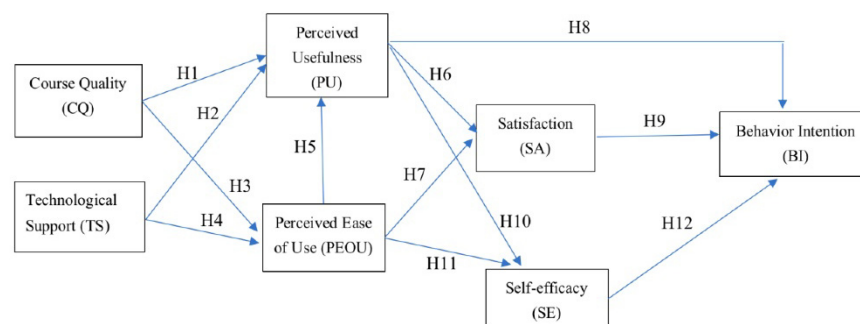 Perceived
Usefulness
(PU)
H8
Course Quality
(CQ)
H1
H2
H6
Satisfaction
(SA)
H9
Behavior Intention
(BI)
H5
H3
H7
Technological
Support (TS)
H4
Perceived Ease
of Use (PEOU)
H10
H12
H11
Self-efficacy
(SE)